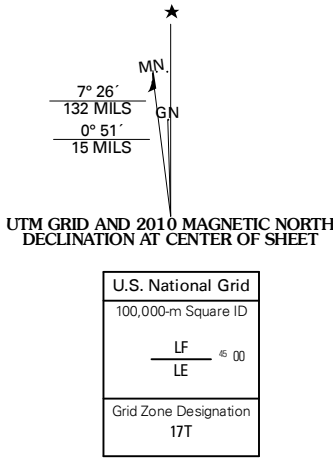 ★
MN.
7° 26´
132 MILS
GN
0° 51´
15 MILS
UTM GRID AND 2010 MAGNETIC NORTH
DECLINATION AT CENTER OF SHEET
U.S. National Grid
100,000-m Square ID
LF
45 00
LE
Grid Zone Designation
17T